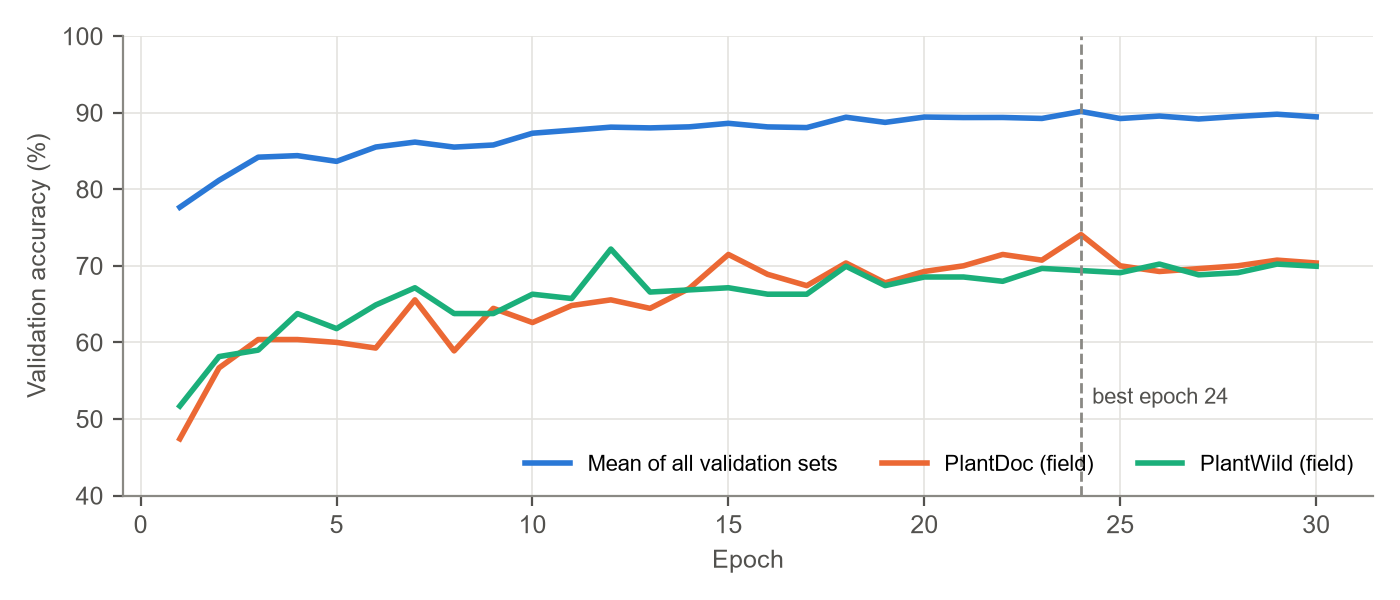 Validation accuracy (%)
100
90
80
70
60
50
40
best epoch 24
Mean of all validation sets PlantDoc (field) PlantWild (field)
0 5 10 15 20 25 30
Epoch